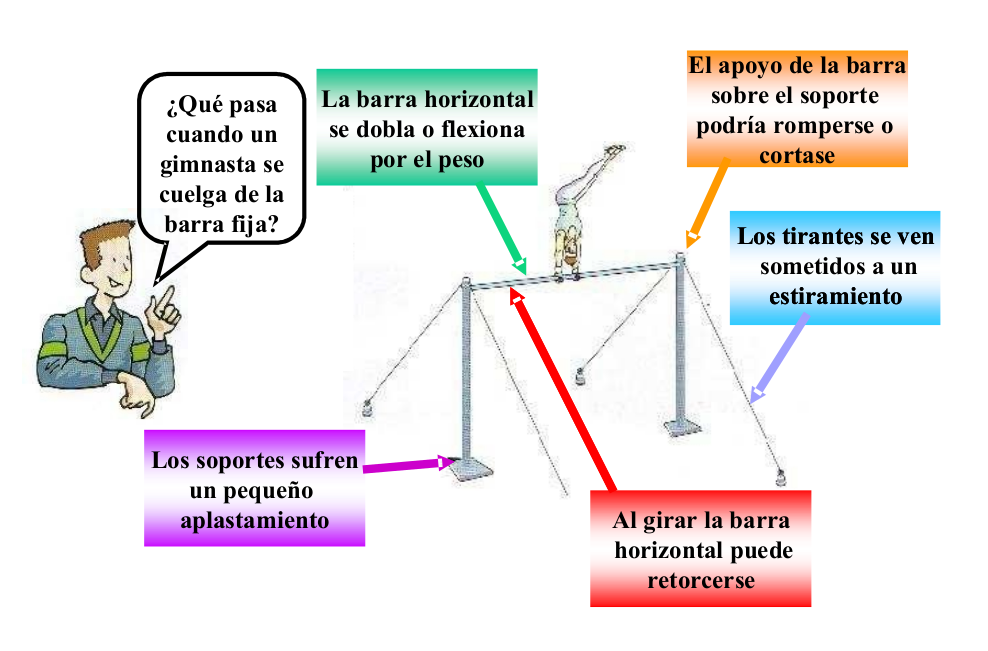 ¿Qué pasa
cuando un
gimnasta se
cuelga de la
barra fija?
La barra horizontal
se dobla o flexiona
por el peso
El apoyo de la barra
sobre el soporte
podría romperse o
cortase
Los tirantes se ven
sometidos a un
estiramiento
Los soportes sufren
un pequeño
aplastamiento
Al girar la barra
horizontal puede
retorcerse